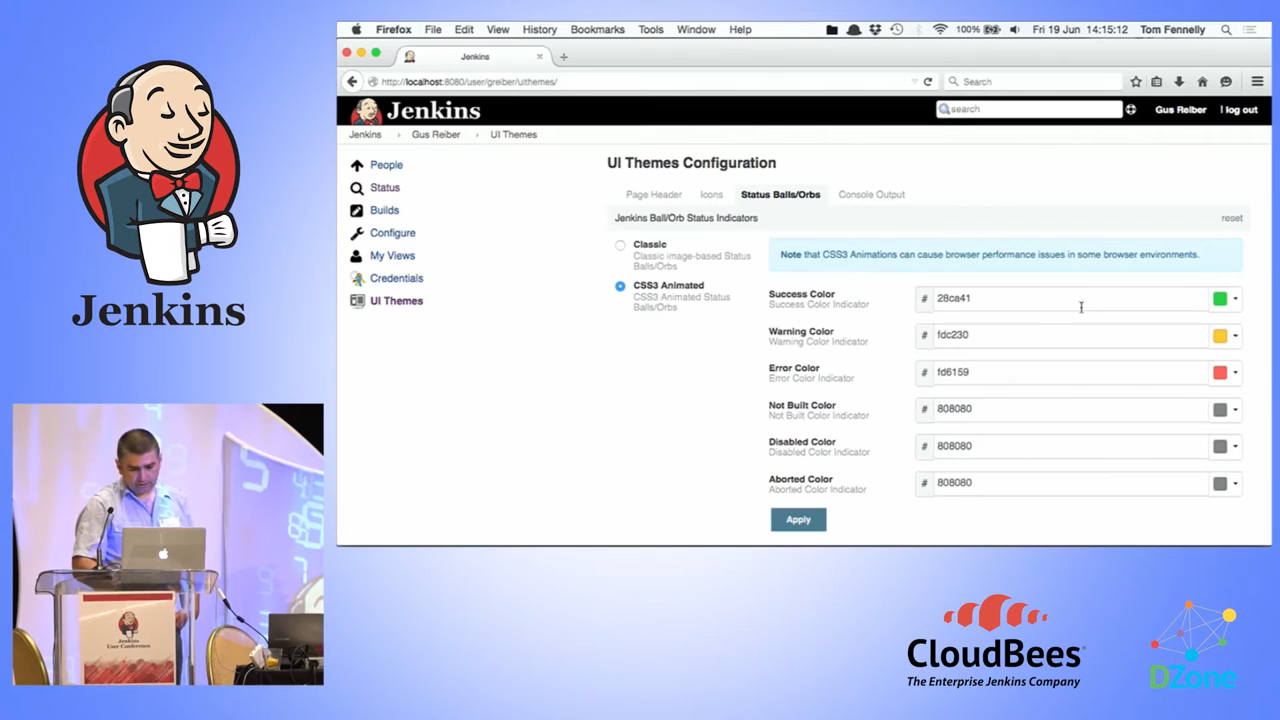 Firefox File Edit View History Bookmarks Tools Window Help
100% Fri 19 Jun 14:15:12 Tom Fennelly
Jenkins
http://localhost:8080/user/greiber/uithemes/
Search
Jenkins
search
Gus Reiber
log out
Jenkins Gus Reiber UI Themes
People
Status
Builds
Configure
My Views
Credentials
UI Themes
UI Themes Configuration
Page Header Icons Status Balls/Orbs Console Output
Jenkins Ball/Orb Status Indicators
reset
Classic
Classic image-based Status
Balls/Orbs
CSS3 Animated
CSS3 Animated Status
Balls/Orbs
Note that CSS3 Animations can cause browser performance issues in some browser environments.
Success Color
Success Color Indicator
# 28ca41
Warning Color
Warning Color Indicator
# fdc230
Error Color
Error Color Indicator
# fd6159
Not Built Color
Not Built Color Indicator
# 808080
Disabled Color
Disabled Color Indicator
# 808080
Aborted Color
Aborted Color Indicator
# 808080
Apply
Jenkins
Jenkins
User Conference
CloudBees
The Enterprise Jenkins Company
DZone